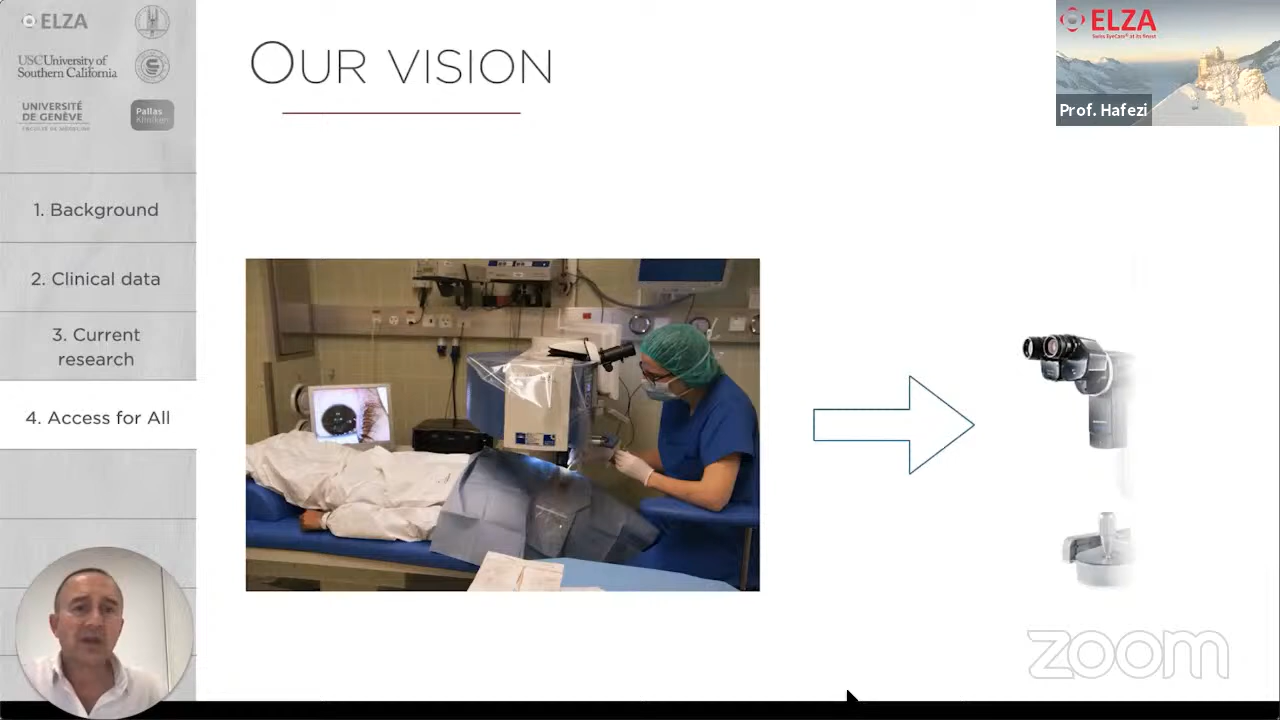 ELZA
USC University of
Southern California
UNIVERSITÉ
DE GENÈVE
FACULTÉ DE MÉDECINE
Pallas
Kliniken
1. Background
2. Clinical data
3. Current
research
4. Access for All
OUR VISION
ELZA
Swiss EyeCare® at its finest
Prof. Hafezi
zoom